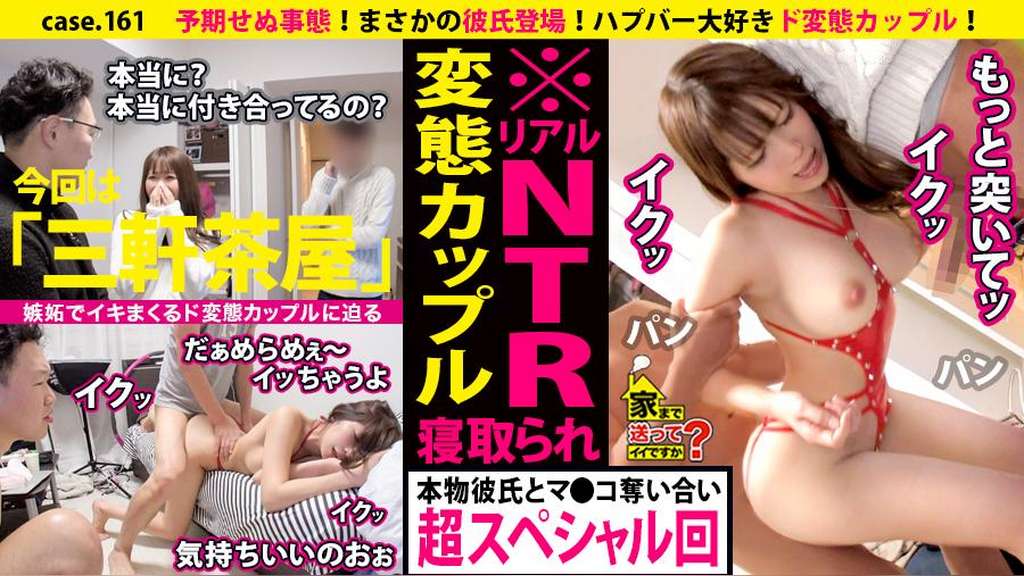 case.161 予期せぬ事態！まさかの彼氏登場！ハプバー大好きド変態カップル！
本当に？
本当に付き合ってるの？
今回は
「三軒茶屋」
嫉妬でイキまくるド変態カップルに迫る
だぁめらめぇ〜
イッちゃうよ
イクッ
イクッ
気持ちいいのおぉ
※リアルNTR
変態カップル
寝取られ
本物彼氏とマ●コ奪い合い
超スペシャル回
もっと突いてッ
イクッ
イクッ
パン
パン
家まで
送って
イイですか
?